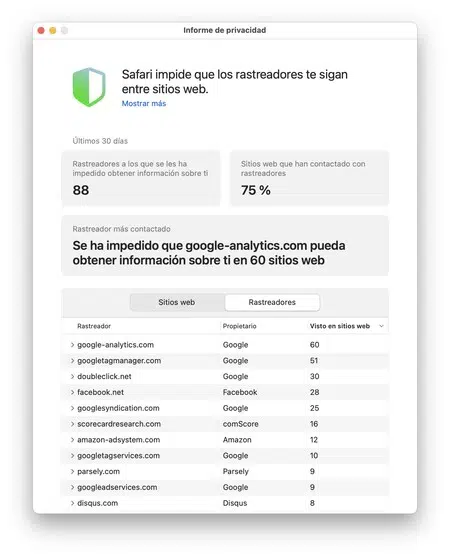 Informe de privacidad
Safari impide que los rastreadores te sigan
entre sitios web.
Mostrar más
Últimos 30 días
Rastreadores a los que se les ha
impedido obtener información sobre ti
88
Sitios web que han contactado con
rastreadores
75 %
Rastreador más contactado
Se ha impedido que google-analytics.com pueda
obtener información sobre ti en 60 sitios web
Sitios web Rastreadores
Rastreador Propietario Visto en sitios web
google-analytics.com Google 60
googletagmanager.com Google 51
doubleclick.net Google 30
facebook.net Facebook 28
googlesyndication.com Google 25
scorecardresearch.com comScore 16
amazon-adsystem.com Amazon 12
googletagservices.com Google 10
parsely.com Parsely 9
googleadservices.com Google 9
disqus.com Disqus 8